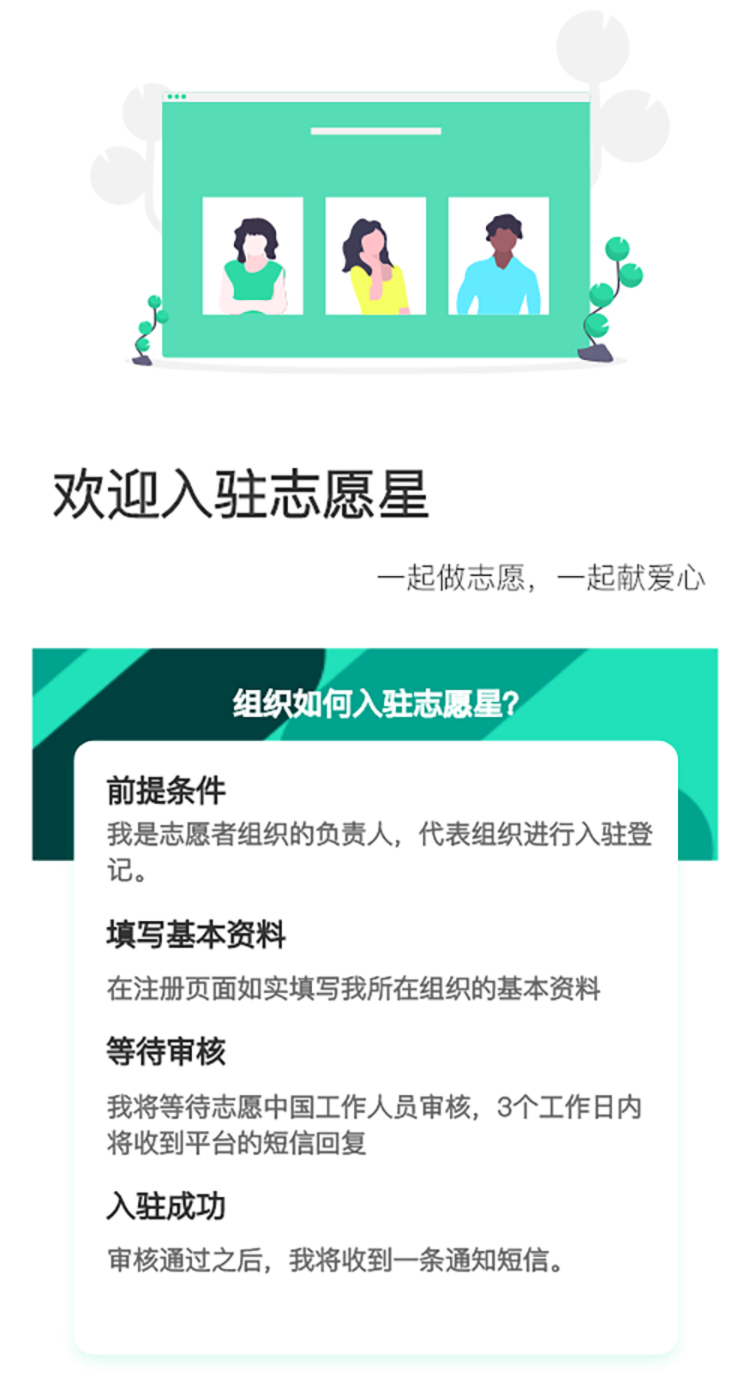 欢迎入驻志愿星
一起做志愿，一起献爱心
组织如何入驻志愿星？
前提条件
我是志愿者组织的负责人，代表组织进行入驻登
记。
填写基本资料
在注册页面如实填写我所在组织的基本资料
等待审核
我将等待志愿中国工作人员审核，3个工作日内
将收到平台的短信回复
入驻成功
审核通过之后，我将收到一条通知短信。